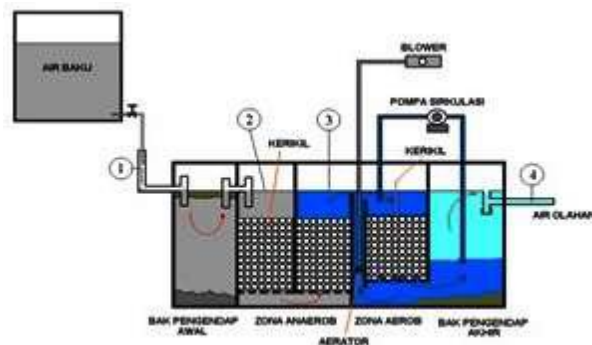 AIR BAKU
BLOWER
POMPA SIRKULASI
1
2
3
4
KERIKIL
KERIKIL
AIR OLAHAN
BAK PENGENDAP
AWAL
ZONA ANAEROB
ZONA AEROB
BAK PENGENDAP
AKHIR
AERATOR